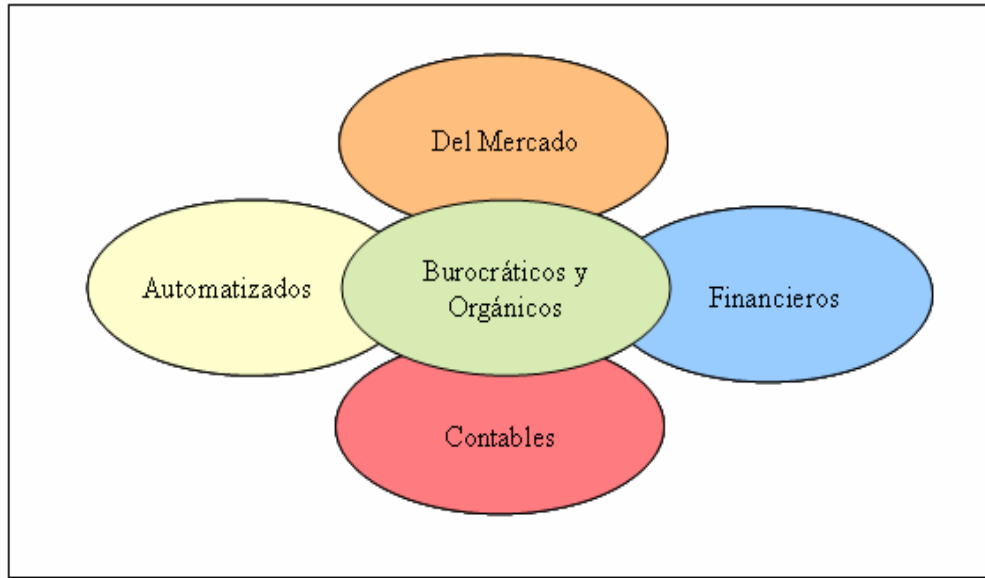 Del Mercado
Automatizados
Burocráticos y
Orgánicos
Financieros
Contables